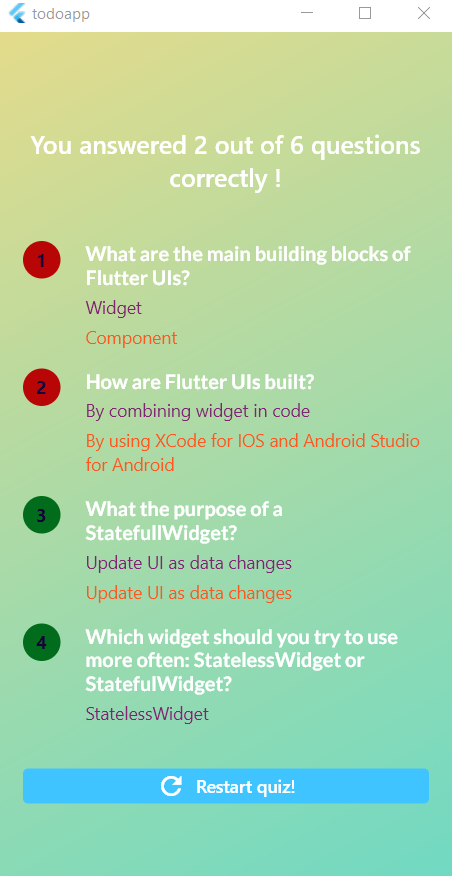 todoapp
You answered 2 out of 6 questions
correctly !
1
What are the main building blocks of
Flutter UIs?
Widget
Component
2
How are Flutter UIs built?
By combining widget in code
By using XCode for IOS and Android Studio
for Android
3
What the purpose of a
StatefullWidget?
Update UI as data changes
Update UI as data changes
4
Which widget should you try to use
more often: StatelessWidget or
StatefulWidget?
StatelessWidget
Restart quiz!